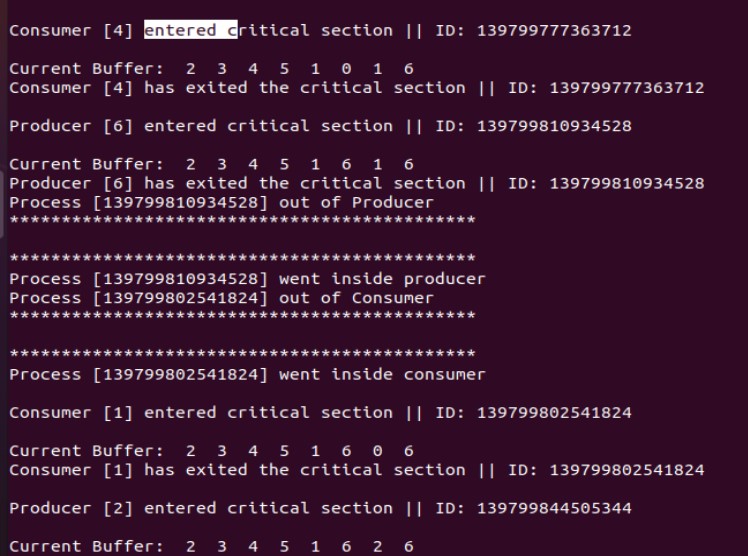 Consumer [4] entered critical section || ID: 139799777363712
Current Buffer:  2  3  4  5  1  0  1  6
Consumer [4] has exited the critical section || ID: 139799777363712
Producer [6] entered critical section || ID: 139799810934528
Current Buffer:  2  3  4  5  1  6  1  6
Producer [6] has exited the critical section || ID: 139799810934528
Process [139799810934528] out of Producer
*********************************************
*********************************************
Process [139799810934528] went inside producer
Process [139799802541824] out of Consumer
*********************************************
*********************************************
Process [139799802541824] went inside consumer
Consumer [1] entered critical section || ID: 139799802541824
Current Buffer:  2  3  4  5  1  6  0  6
Consumer [1] has exited the critical section || ID: 139799802541824
Producer [2] entered critical section || ID: 139799844505344
Current Buffer:  2  3  4  5  1  6  2  6